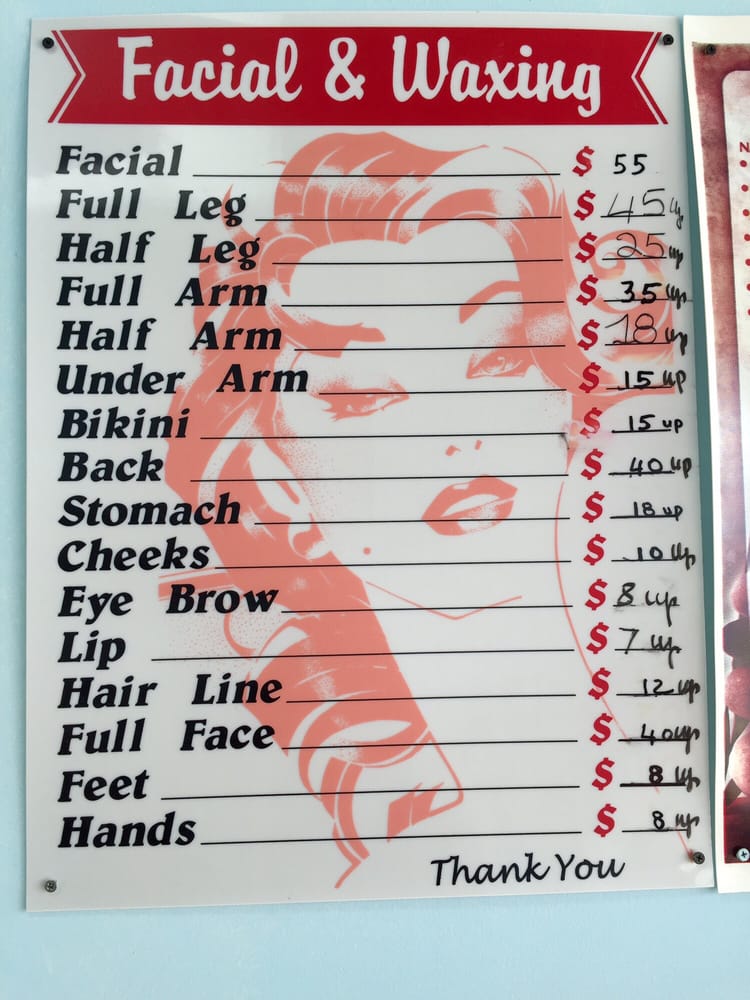 Facial & Waxing
Facial $ 55
Full Leg $ 45 up
Half Leg $ 25 up
Full Arm $ 35 up
Half Arm $ 18 up
Under Arm $ 15 up
Bikini $ 15 up
Back $ 40 up
Stomach $ 18 up
Cheeks $ 10 up
Eye Brow $ 8 up
Lip $ 7 up
Hair Line $ 12 up
Full Face $ 40 up
Feet $ 8 up
Hands $ 8 up
Thank You
N